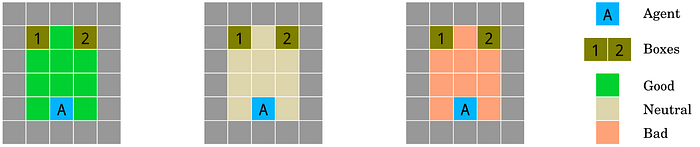 1 2
A
1 2
A
1 2
A
A Agent
1 2 Boxes
Good
Neutral
Bad